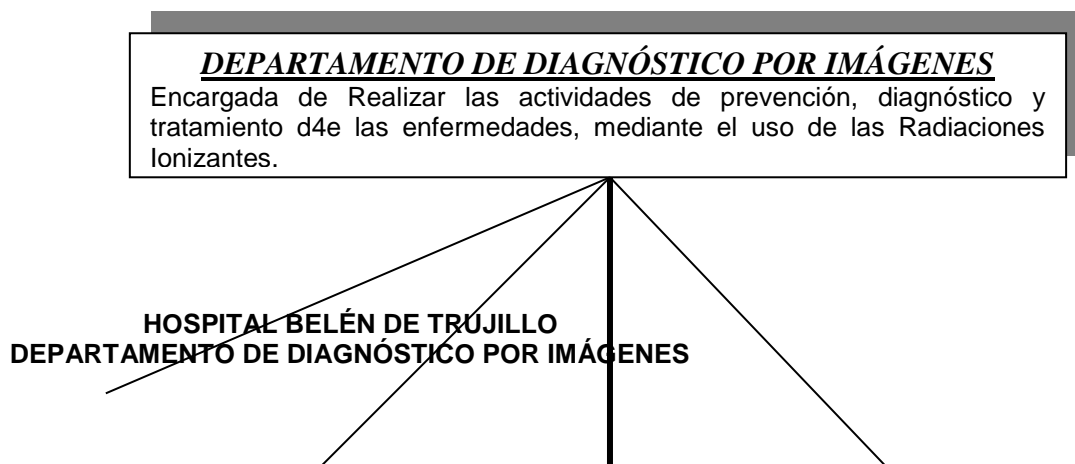 DEPARTAMENTO DE DIAGNÓSTICO POR IMÁGENES
Encargada de Realizar las actividades de prevención, diagnóstico y
tratamiento d4e las enfermedades, mediante el uso de las Radiaciones
Ionizantes.
HOSPITAL BELÉN DE TRUJILLO
DEPARTAMENTO DE DIAGNÓSTICO POR IMÁGENES